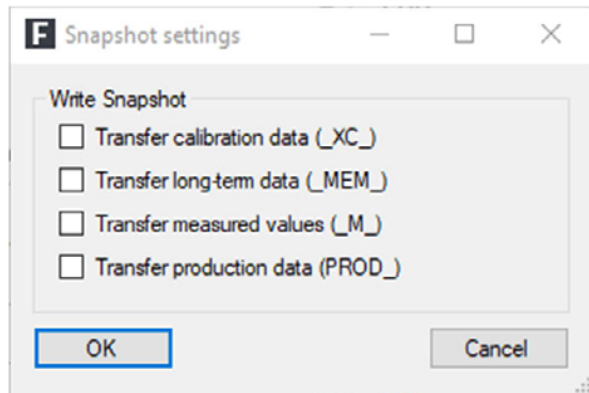 F Snapshot settings
Write Snapshot
Transfer calibration data (_XC_)
Transfer long-term data (_MEM_)
Transfer measured values (_M_)
Transfer production data (PROD_)
OK Cancel